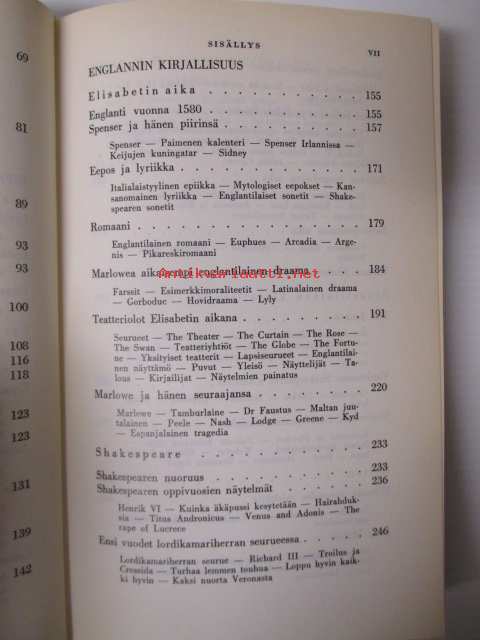 69
81
89
93
93
100
108
116
118
123
123
131
139
142
SISÄLLYS
VII
ENGLANNIN KIRJALLISUUS
Elisabetin aika . . . . . . . . . . 155
Englanti vuonna 1580 . . . . . . . . . . 155
Spenser ja hänen piirinsä . . . . . . . . . 157
Spenser — Paimenen kalenteri — Spenser Irlannissa —
Keijujen kuningatar — Sidney
Eepos ja lyriikka . . . . . . . . . . 171
Italialaistyylinen epiikka — Mytologiset eepokset — Kan-
sanomainen lyriikka — Englantilaiset sonetit — Shake-
spearen sonetit
Romaani . . . . . . . . . . . 179
Englantilainen romaani — Euphues — Arcadia — Arge-
nis — Pikareskiromaani
Marlowea aikaisempi englantilainen draama . . . 184
Farssit — Esimerkkimoraliteetit — Latinalainen draama
— Gorboduc — Hovidraama — Lyly
Teatteriolot Elisabetin aikana . . . . . . . 191
Seurueet — The Theater — The Curtain — The Rose —
The Swan — Teatteriyhtiöt — The Globe — The Fortu-
ne — Yksityiset teatterit — Lapsiseurueet — Englantilai-
nen näyttämö — Puvut — Yleisö — Näyttelijät — Ta-
lous — Kirjailijat — Näytelmien painatus
Marlowe ja hänen seuraajansa . . . . . . . 220
Marlowe — Tamburlaine — Dr Faustus — Maltan juu-
talainen — Peele — Nash — Lodge — Greene — Kyd
— Espanjalainen tragedia
Shakespeare . . . . . . . . . . 233
Shakespearen nuoruus . . . . . . . . . 233
Shakespearen oppivuosien näytelmät . . . . . 236
Henrik VI — Kuinka äkäpussi kesytetään — Hairahduk-
sia — Titus Andronicus — Venus and Adonis — The
rape of Lucrece
Ensi vuodet lordikamariherran seurueessa . . . . 246
Lordikamariherran seurue — Richard III — Troilus ja
Cressida — Turhaa lemmen touhua — Loppu hyvin kaik-
ki hyvin — Kaksi nuorta Veronasta
Antikvariaatti.net